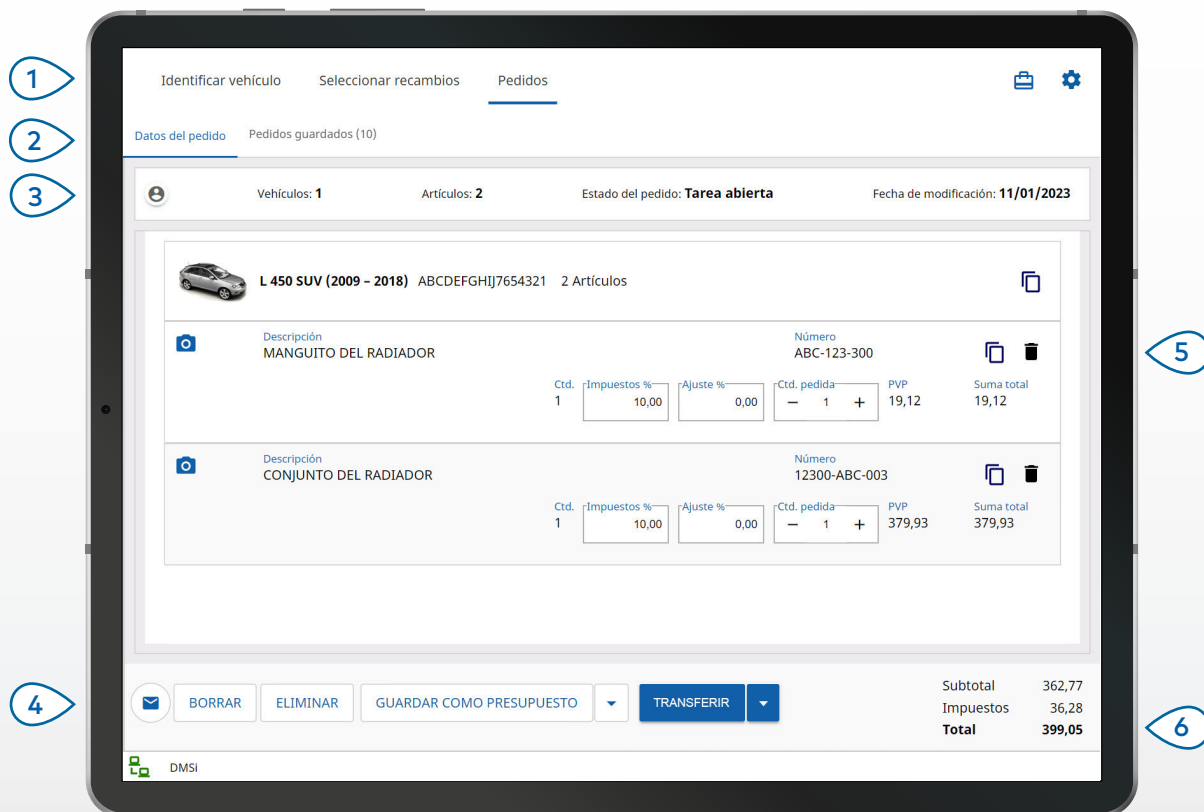 1
Identificar vehículo Seleccionar recambios Pedidos
2
Datos del pedido Pedidos guardados (10)
3
Vehículos: 1 Artículos: 2 Estado del pedido: Tarea abierta Fecha de modificación: 11/01/2023
L 450 SUV (2009 – 2018) ABCDEFGHIJ7654321 2 Artículos
Descripción Número
MANGUITO DEL RADIADOR ABC-123-300
5
Ctd. Impuestos % Ajuste % Ctd. pedida PVP Suma total
1 10,00 0,00 − 1 + 19,12 19,12
Descripción Número
CONJUNTO DEL RADIADOR 12300-ABC-003
Ctd. Impuestos % Ajuste % Ctd. pedida PVP Suma total
1 10,00 0,00 − 1 + 379,93 379,93
4
BORRAR ELIMINAR GUARDAR COMO PRESUPUESTO TRANSFERIR
Subtotal 362,77
Impuestos 36,28
Total 399,05
6
DMSi